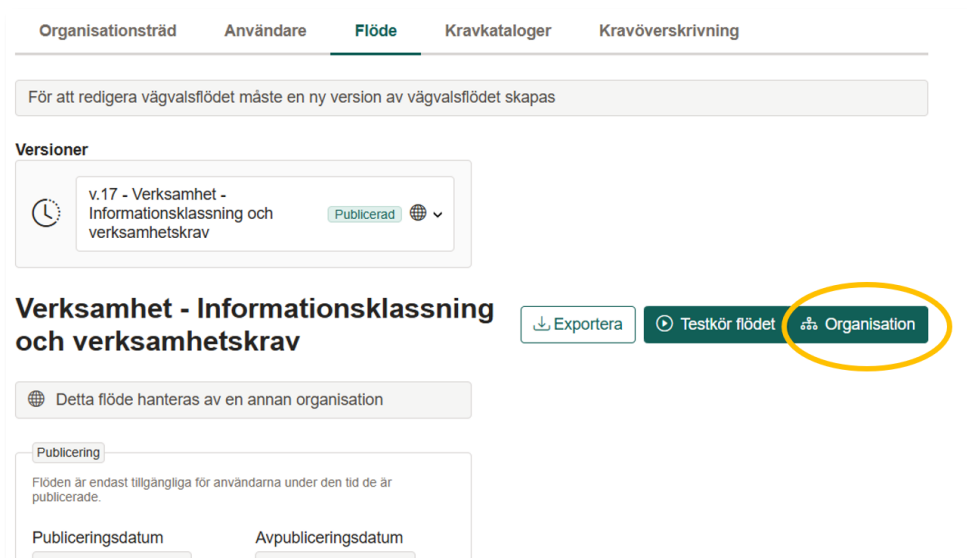 Organisationsträd Användare Flöde Kravkataloger Kravöverskrivning
För att redigera vägvalsflödet måste en ny version av vägvalsflödet skapas
Versioner
v.17 - Verksamhet -
Informationsklassning och
verksamhetskrav
Publicerad
Verksamhet - Informationsklassning
och verksamhetskrav
Exportera
Testkör flödet
Organisation
Detta flöde hanteras av en annan organisation
Publicering
Flöden är endast tillgängliga för användarna under den tid de är
publicerade.
Publiceringsdatum Avpubliceringsdatum